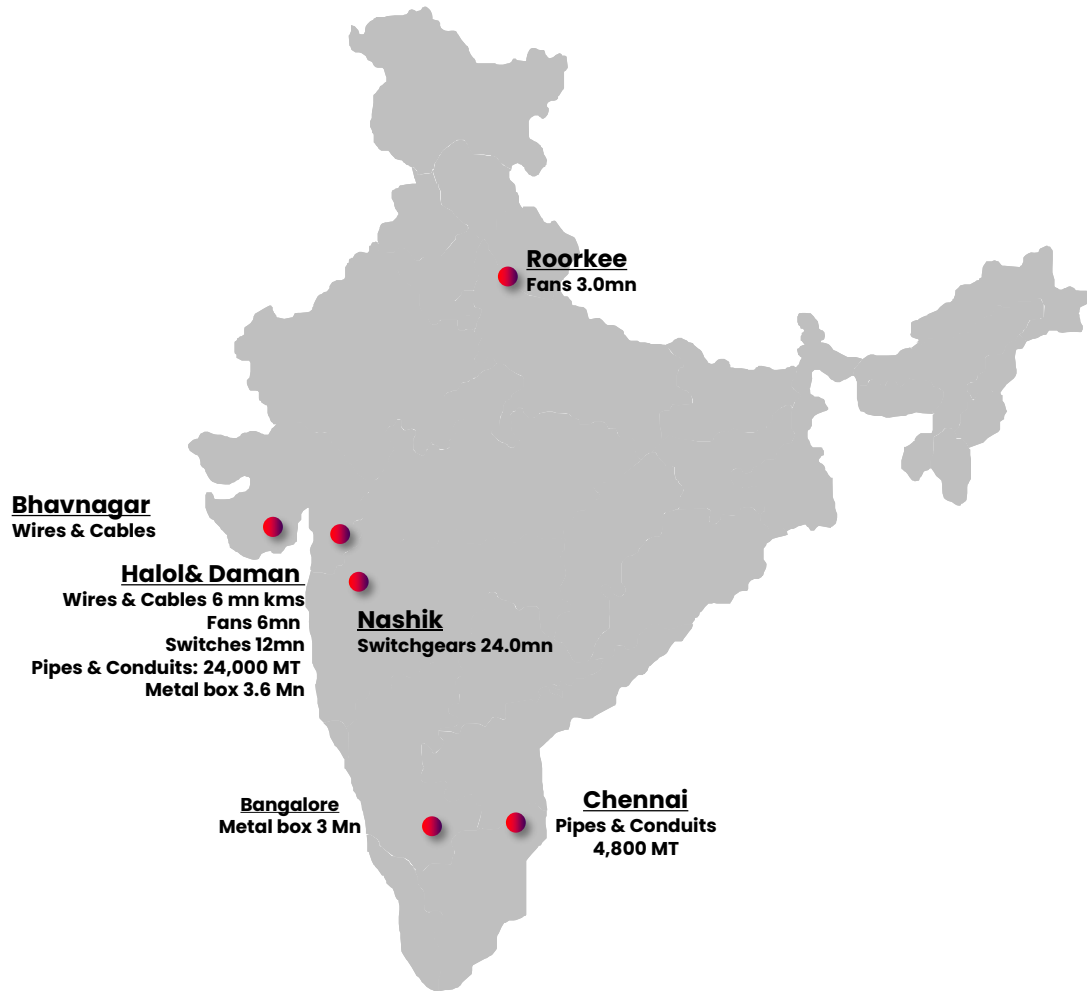 Roorkee
Fans 3.0mn
Bhavnagar
Wires & Cables
Halol& Daman
Wires & Cables 6 mn kms
Fans 6mn
Switches 12mn
Pipes & Conduits: 24,000 MT
Metal box 3.6 Mn
Nashik
Switchgears 24.0mn
Bangalore
Metal box 3 Mn
Chennai
Pipes & Conduits
4,800 MT